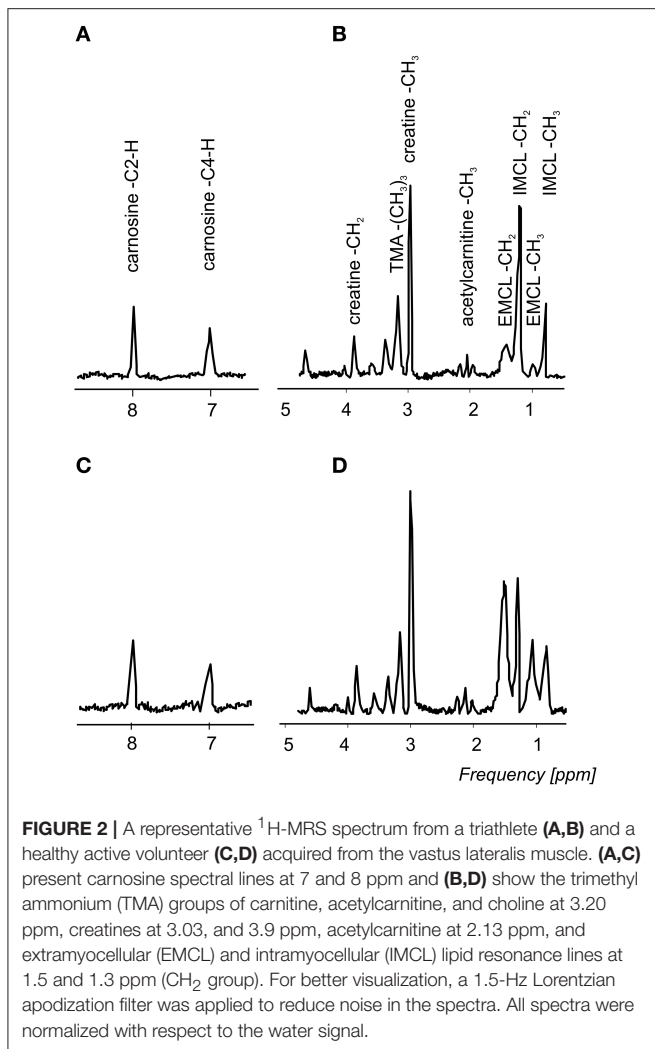 A
B
carnosine -C2-H
carnosine -C4-H
creatine -CH₂
TMA -(CH₃)₃
creatine -CH₃
acetylcarnitine -CH₃
EMCL -CH₂
IMCL -CH₂
EMCL -CH₃
IMCL -CH₃
8
7
5
4
3
2
1
C
D
8
7
5
4
3
2
1
Frequency [ppm]
FIGURE 2 | A representative ¹H-MRS spectrum from a triathlete (A,B) and a
healthy active volunteer (C,D) acquired from the vastus lateralis muscle. (A,C)
present carnosine spectral lines at 7 and 8 ppm and (B,D) show the trimethyl
ammonium (TMA) groups of carnitine, acetylcarnitine, and choline at 3.20
ppm, creatines at 3.03, and 3.9 ppm, acetylcarnitine at 2.13 ppm, and
extramyocellular (EMCL) and intramyocellular (IMCL) lipid resonance lines at
1.5 and 1.3 ppm (CH₂ group). For better visualization, a 1.5-Hz Lorentzian
apodization filter was applied to reduce noise in the spectra. All spectra were
normalized with respect to the water signal.